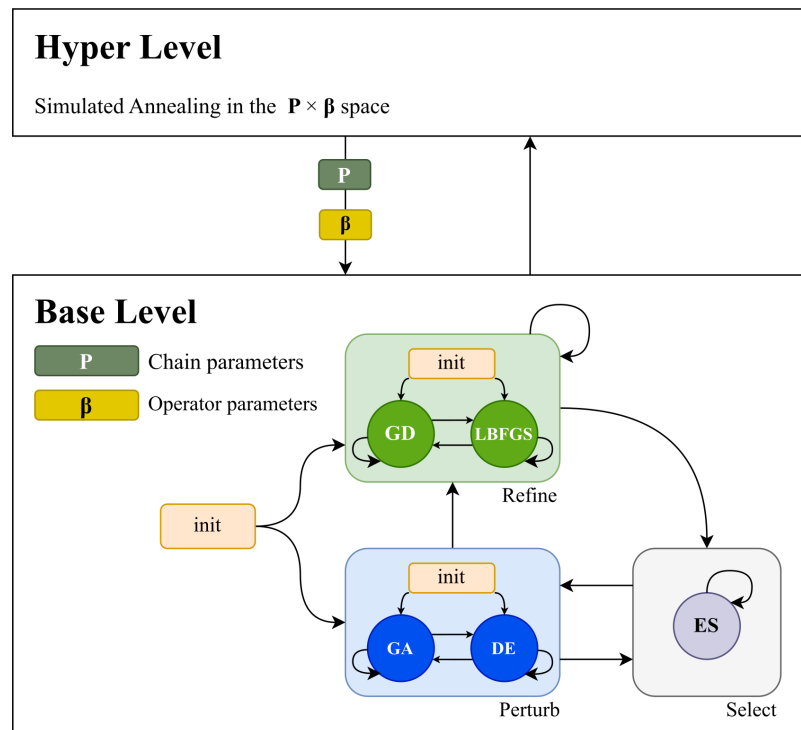 Hyper Level
Simulated Annealing in the P × β space
P
β
Base Level
P Chain parameters
β Operator parameters
init
GD LBFGS
Refine
init
init
GA DE
Perturb
ES
Select